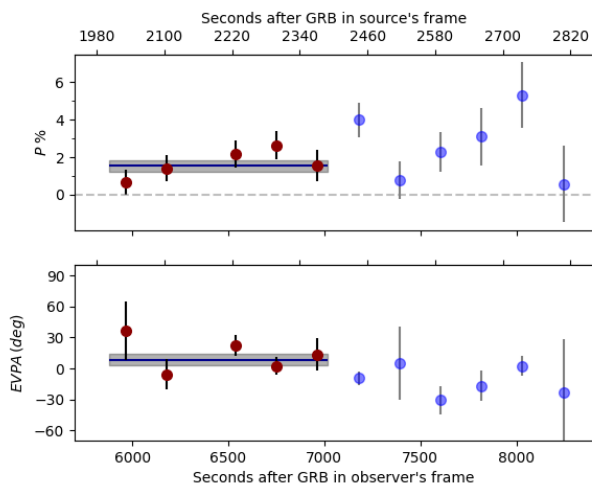 Seconds after GRB in source's frame
1980 2100 2220 2340 2460 2580 2700 2820
P %
6
4
2
0
EVPA (deg)
90
60
30
0
−30
−60
6000 6500 7000 7500 8000
Seconds after GRB in observer's frame